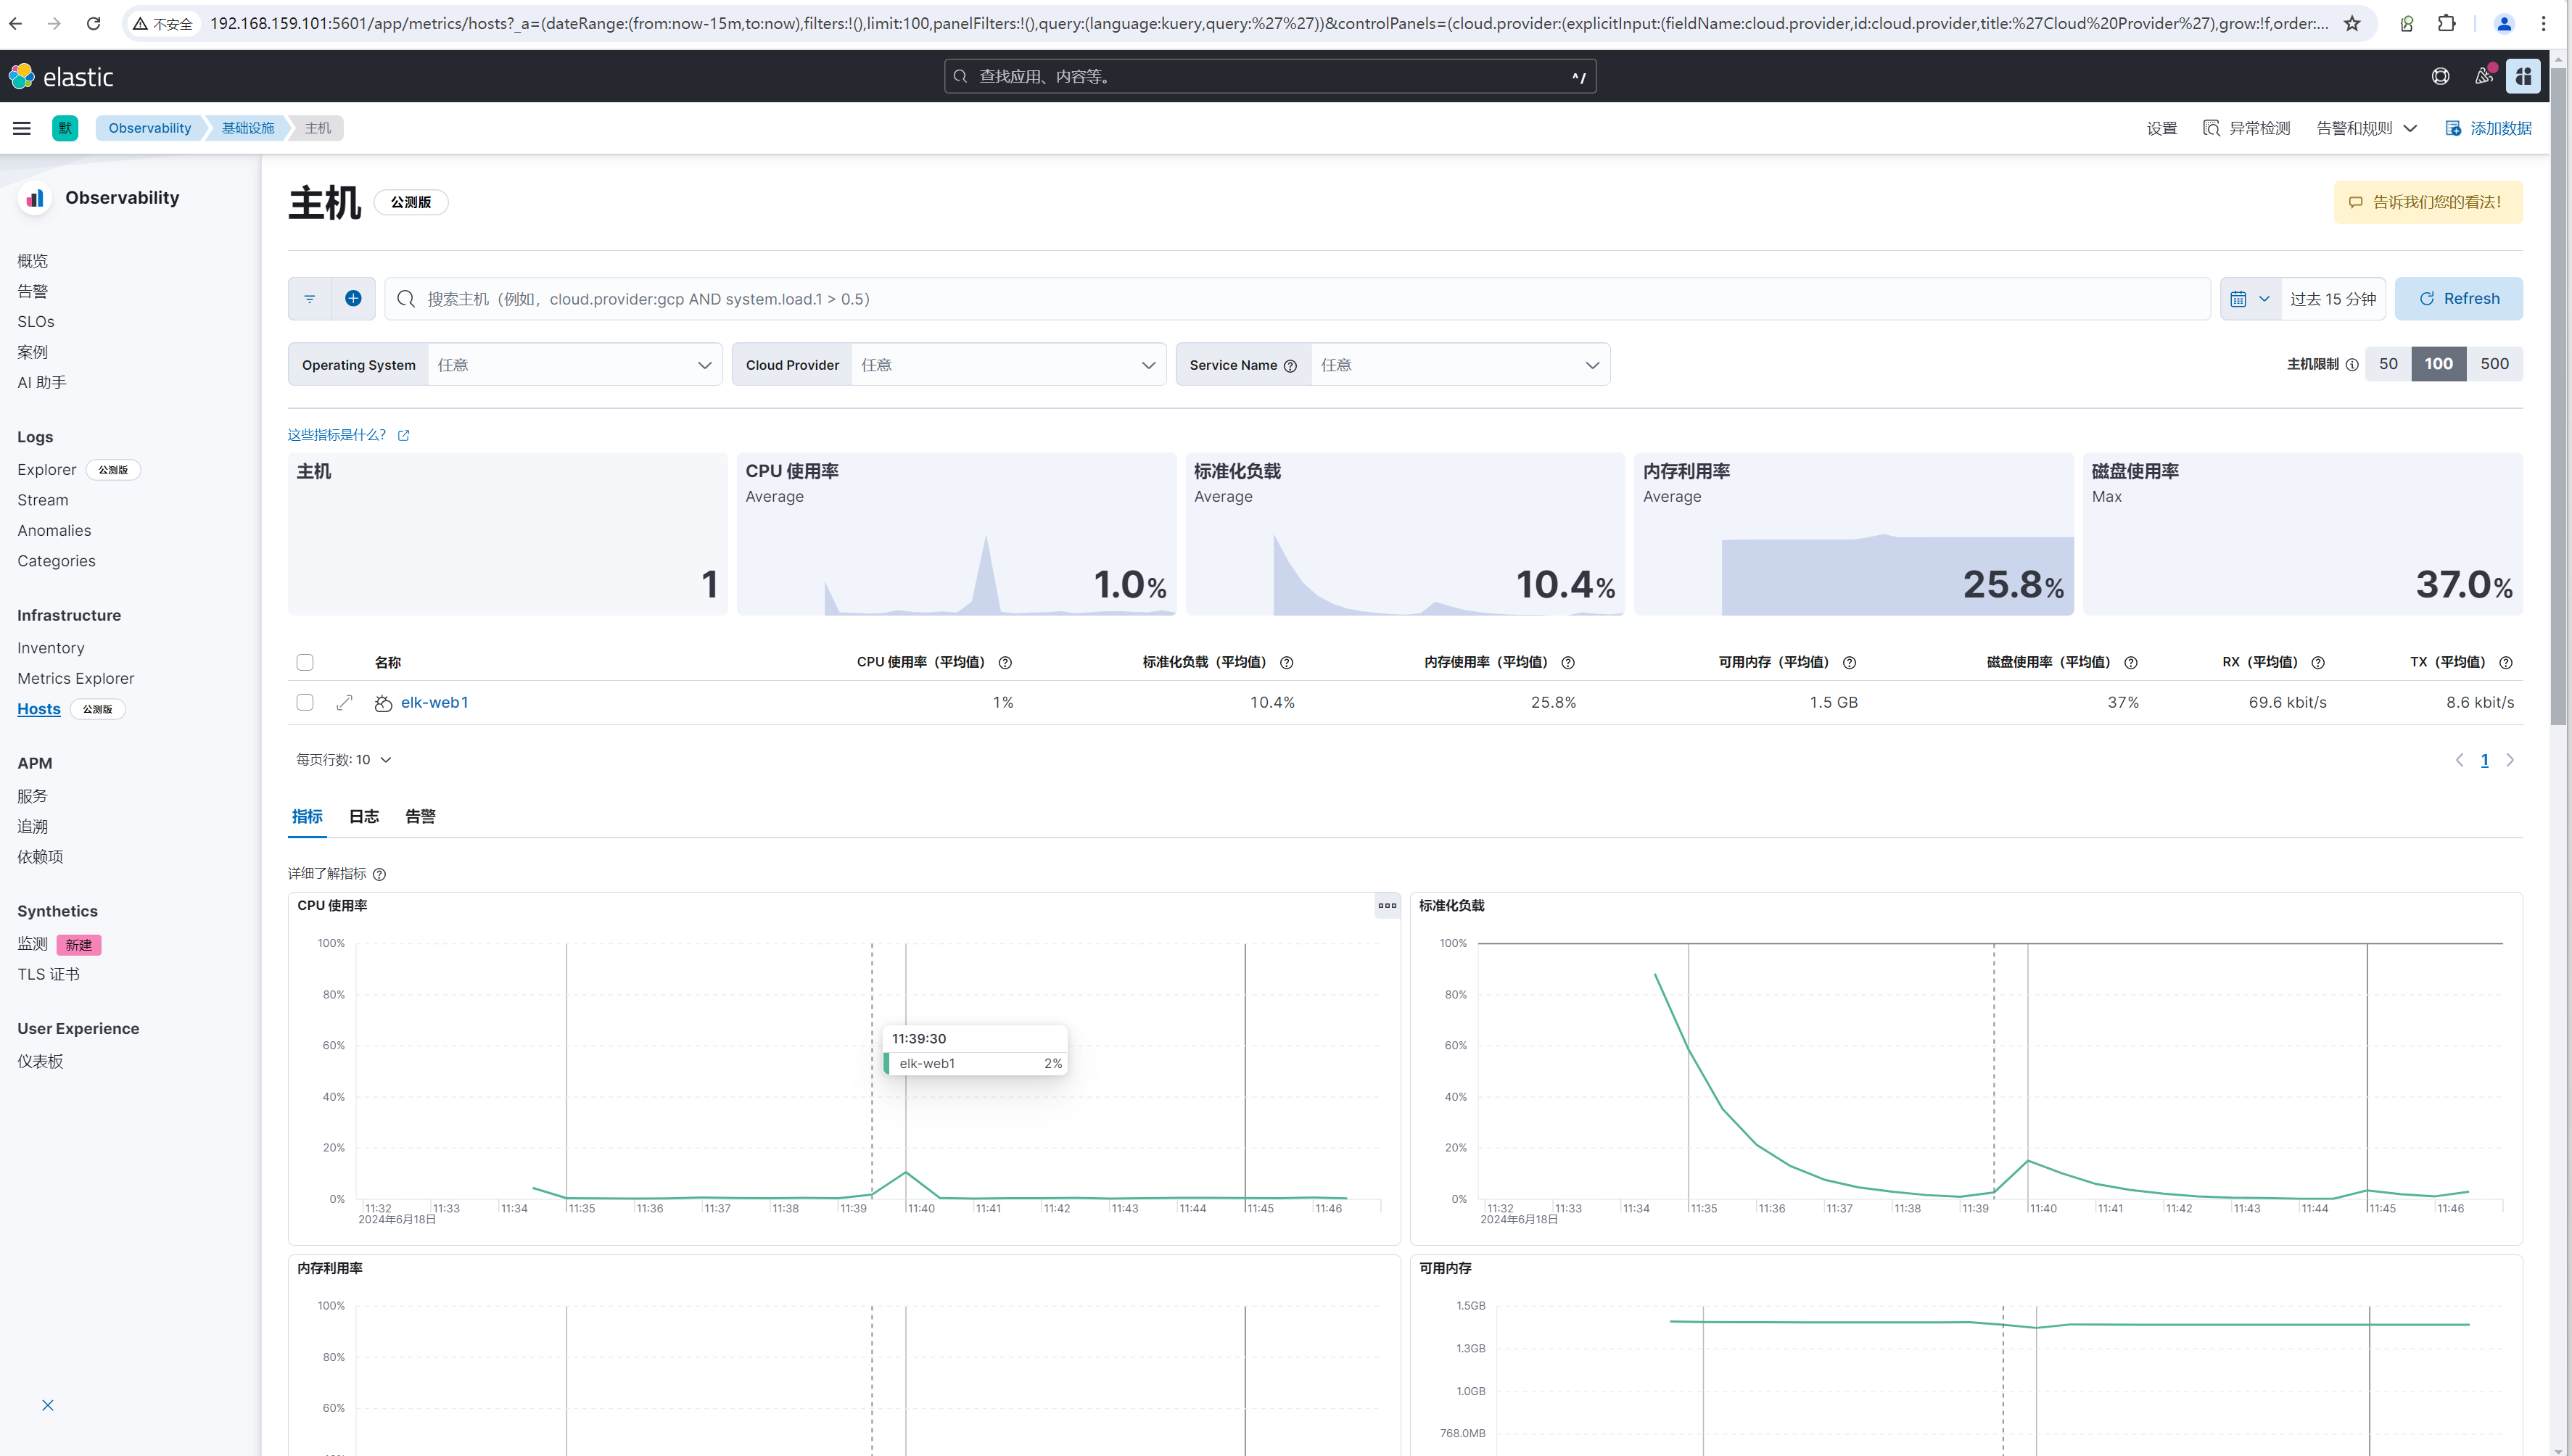 不安全
192.168.159.101:5601/app/metrics/hosts?_a=(dateRange:(from:now-15m,to:now),filters:!(),limit:100,panelFilters:!(),query:(language:kuery,query:%27%27))&controlPanels=(cloud.provider:(explicitInput:(fieldName:cloud.provider,id:cloud.provider,title:%27Cloud%20Provider%27),grow:!f,order:...
elastic
查找应用、内容等。
^/
默
Observability
基础设施
主机
设置
异常检测
告警和规则
添加数据
Observability
概览
告警
SLOs
案例
AI 助手
Logs
Explorer 公测版
Stream
Anomalies
Categories
Infrastructure
Inventory
Metrics Explorer
Hosts 公测版
APM
服务
追溯
依赖项
Synthetics
监测 新建
TLS 证书
User Experience
仪表板
主机 公测版
告诉我们您的看法！
搜索主机（例如，cloud.provider:gcp AND system.load.1 > 0.5）
过去 15 分钟
Refresh
Operating System 任意
Cloud Provider 任意
Service Name 任意
主机限制 50 100 500
这些指标是什么？
主机
1
CPU 使用率
Average
1.0%
标准化负载
Average
10.4%
内存利用率
Average
25.8%
磁盘使用率
Max
37.0%
名称 CPU 使用率（平均值） 标准化负载（平均值） 内存使用率（平均值） 可用内存（平均值） 磁盘使用率（平均值） RX（平均值） TX（平均值）
elk-web1 1% 10.4% 25.8% 1.5 GB 37% 69.6 kbit/s 8.6 kbit/s
每页行数: 10
1
指标 日志 告警
详细了解指标
CPU 使用率
100%
80%
60%
40%
20%
0%
11:39:30
elk-web1 2%
11:32 11:33 11:34 11:35 11:36 11:37 11:38 11:39 11:40 11:41 11:42 11:43 11:44 11:45 11:46
2024年6月18日
标准化负载
100%
80%
60%
40%
20%
0%
11:32 11:33 11:34 11:35 11:36 11:37 11:38 11:39 11:40 11:41 11:42 11:43 11:44 11:45 11:46
2024年6月18日
内存利用率
100%
80%
60%
可用内存
1.5GB
1.3GB
1.0GB
768.0MB